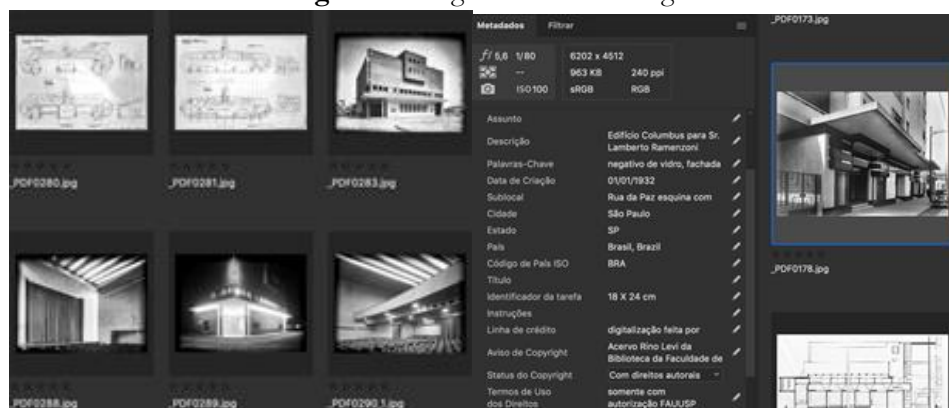 Metadados Filtrar
_PDF0173.jpg
f/ 5,6 1/80 6202 x 4512
-- 963 KB 240 ppi
ISO100 sRGB RGB
Assunto
Descrição Edifício Columbus para Sr. Lamberto Ramenzoni
Palavras-Chave negativo de vidro, fachada
Data de Criação 01/01/1932
Sublocal Rua da Paz esquina com
Cidade São Paulo
Estado SP
País Brasil, Brazil
Código de País ISO BRA
Título
Identificador da tarefa 18 X 24 cm
Instruções
Linha de crédito digitalização feita por
Aviso de Copyright Acervo Rino Levi da Biblioteca da Faculdade de
Status do Copyright Com direitos autorais
Termos de Uso dos Direitos somente com autorização FAUUSP
_PDF0280.jpg
_PDF0281.jpg
_PDF0283.jpg
_PDF0178.jpg
_PDF0288.jpg
_PDF0289.jpg
_PDF0290 1.jpg